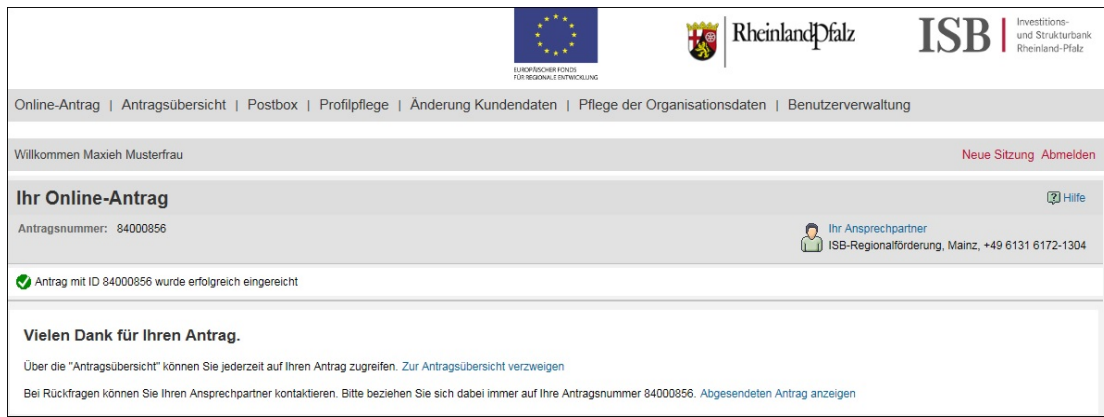 EUROPÄISCHER FONDS
FÜR REGIONALE ENTWICKLUNG
RheinlandPfalz
ISB
Investitions-
und Strukturbank
Rheinland-Pfalz
Online-Antrag | Antragsübersicht | Postbox | Profilpflege | Änderung Kundendaten | Pflege der Organisationsdaten | Benutzerverwaltung
Willkommen Maxieh Musterfrau
Neue Sitzung Abmelden
Ihr Online-Antrag
Hilfe
Antragsnummer: 84000856
Ihr Ansprechpartner
ISB-Regionalförderung, Mainz, +49 6131 6172-1304
Antrag mit ID 84000856 wurde erfolgreich eingereicht
Vielen Dank für Ihren Antrag.
Über die "Antragsübersicht" können Sie jederzeit auf Ihren Antrag zugreifen. Zur Antragsübersicht verzweigen
Bei Rückfragen können Sie Ihren Ansprechpartner kontaktieren. Bitte beziehen Sie sich dabei immer auf Ihre Antragsnummer 84000856. Abgesendeten Antrag anzeigen